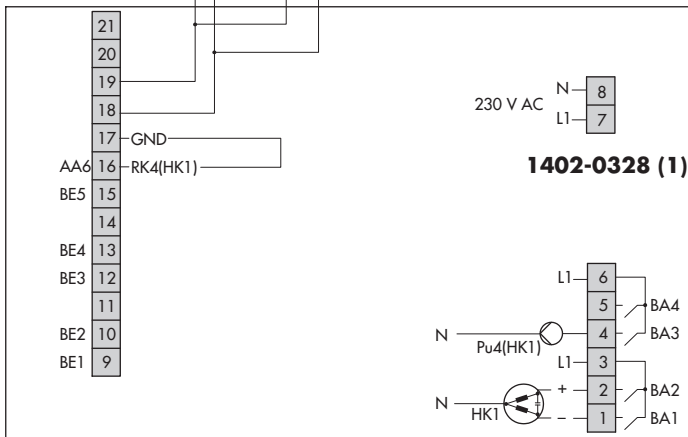 21
20
19
18
17 GND
AA6 16 RK4(HK1)
BE5 15
14
BE4 13
BE3 12
11
BE2 10
BE1 9
230 V AC
N 8
L1 7
1402-0328 (1)
L1 6
5 BA4
N Pu4(HK1) 4 BA3
L1 3
+ 2 BA2
N HK1 − 1 BA1